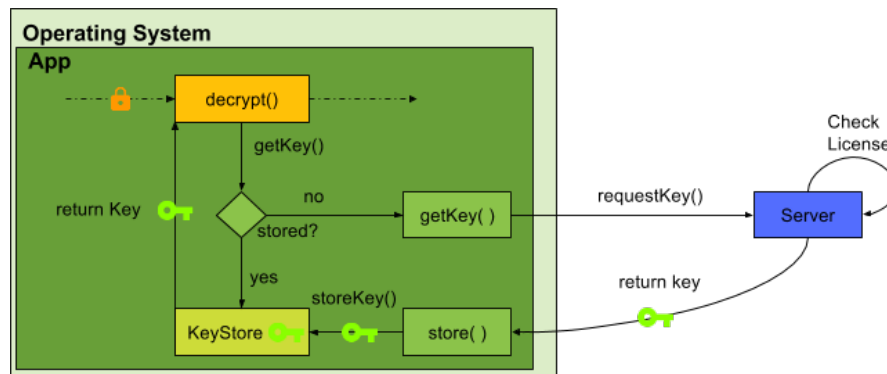 Operating System
App
decrypt()
getKey()
Check
License
return Key
no
requestKey()
getKey( )
Server
stored?
yes
return key
storeKey()
KeyStore
store( )